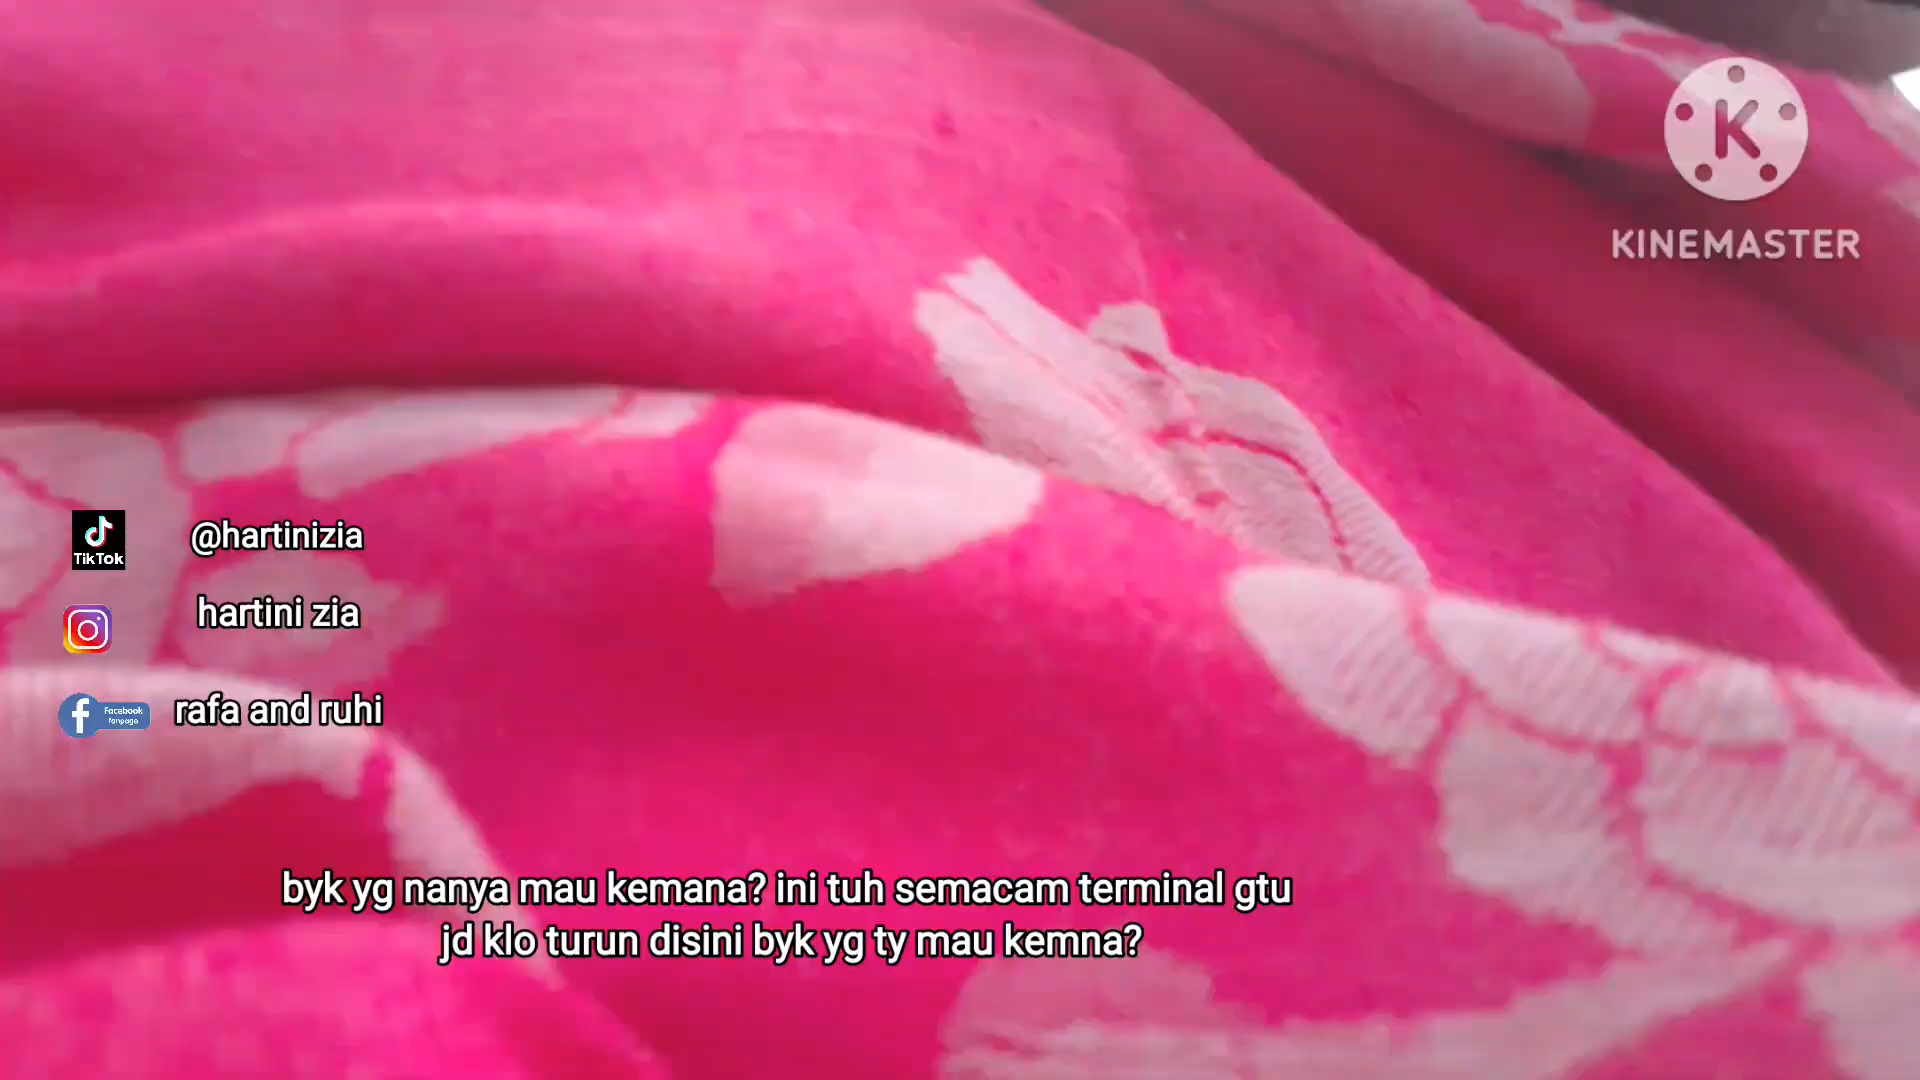 K
KINEMASTER
TikTok
@hartinizia
hartini zia
f
Facebook
fanpage
rafa and ruhi
byk yg nanya mau kemana? ini tuh semacam terminal gtu
jd klo turun disini byk yg ty mau kemna?